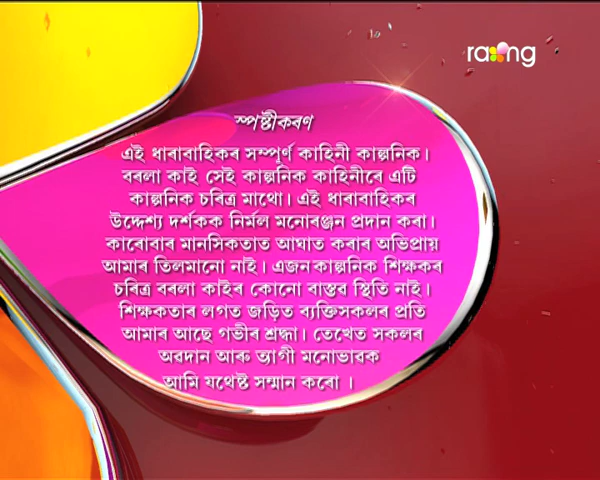 rang
স্পষ্টীকৰণ
এই ধাৰাবাহিকৰ সম্পূৰ্ণ কাহিনী কাল্পনিক।
বৰলা কাই সেই কাল্পনিক কাহিনীৰে এটি
কাল্পনিক চৰিত্ৰ মাথো। এই ধাৰাবাহিকৰ
উদ্দেশ্য দৰ্শকক নিৰ্মল মনোৰঞ্জন প্ৰদান কৰা।
কাৰোবাৰ মানসিকতাত আঘাত কৰাৰ অভিপ্ৰায়
আমাৰ তিলমানো নাই। এজন কাল্পনিক শিক্ষকৰ
চৰিত্ৰ বৰলা কাইৰ কোনো বাস্তৱ স্থিতি নাই।
শিক্ষকতাৰ লগত জড়িত ব্যক্তিসকলৰ প্ৰতি
আমাৰ আছে গভীৰ শ্ৰদ্ধা। তেখেত সকলৰ
অৱদান আৰু ত্যাগী মনোভাৱক
আমি যথেষ্ট সন্মান কৰো ।